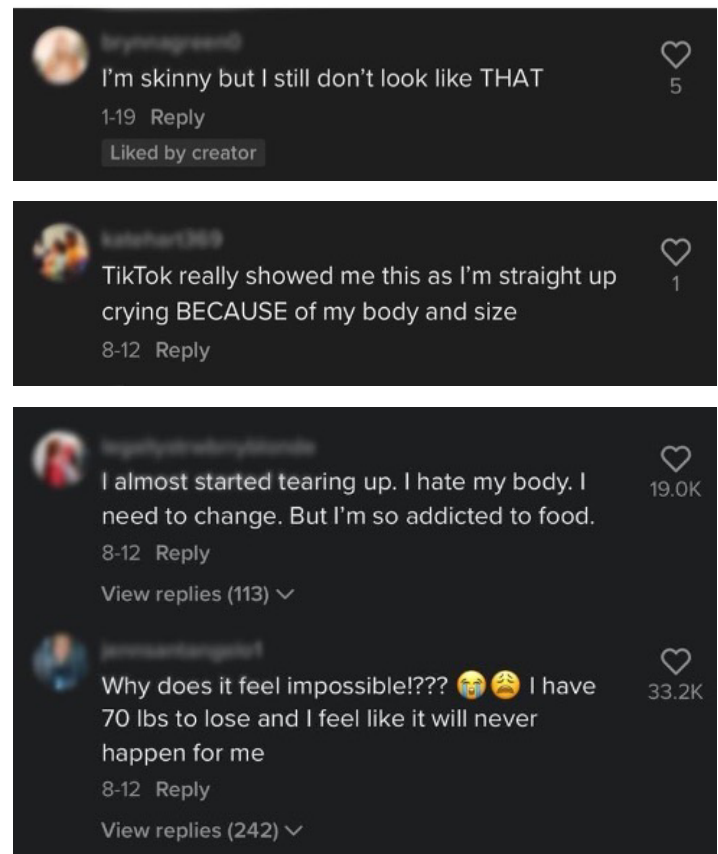 I'm skinny but I still don't look like THAT
5
1-19 Reply
Liked by creator
TikTok really showed me this as I'm straight up
crying BECAUSE of my body and size
1
8-12 Reply
I almost started tearing up. I hate my body. I
need to change. But I'm so addicted to food.
19.0K
8-12 Reply
View replies (113)
Why does it feel impossible!??? 😭😩 I have
70 lbs to lose and I feel like it will never
happen for me
33.2K
8-12 Reply
View replies (242)